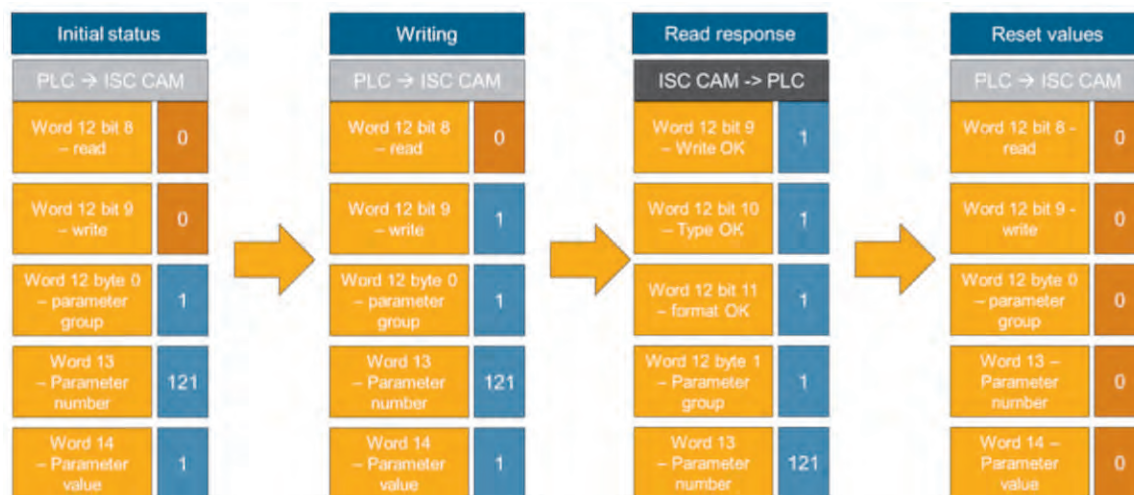 Initial status
PLC → ISC CAM
Word 12 bit 8
– read
0
Word 12 bit 9
– write
0
Word 12 byte 0
– parameter
group
1
Word 13
– Parameter
number
121
Word 14
– Parameter
value
1
Writing
PLC → ISC CAM
Word 12 bit 8
– read
0
Word 12 bit 9
– write
1
Word 12 byte 0
– parameter
group
1
Word 13
– Parameter
number
121
Word 14
– Parameter
value
1
Read response
ISC CAM -> PLC
Word 12 bit 9
– Write OK
1
Word 12 bit 10
– Type OK
1
Word 12 bit 11
– format OK
1
Word 12 byte 1
– Parameter
group
1
Word 13
– Parameter
number
121
Reset values
PLC → ISC CAM
Word 12 bit 8 -
read
0
Word 12 bit 9 -
write
0
Word 12 byte 0
– parameter
group
0
Word 13 –
Parameter
number
0
Word 14 –
Parameter
value
0